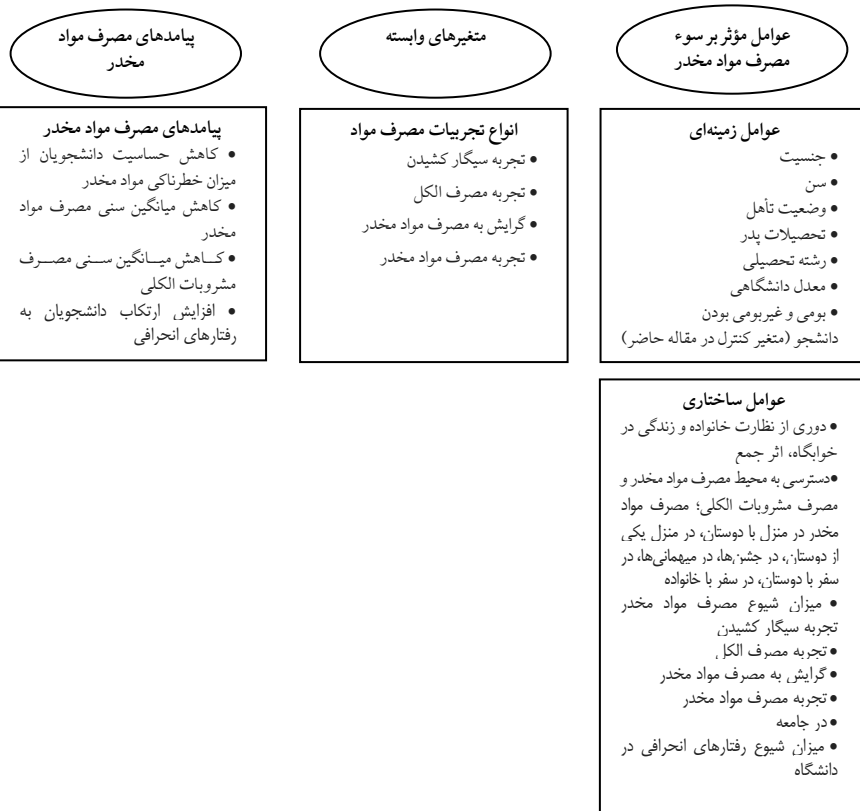 عوامل مؤثر بر سوء
مصرف مواد مخدر
متغیرهای وابسته
پیامدهای مصرف مواد
مخدر
عوامل زمینه‌ای
• جنسیت
• سن
• وضعیت تأهل
• تحصیلات پدر
• رشته تحصیلی
• معدل دانشگاهی
• بومی و غیربومی بودن
دانشجو (متغیر کنترل در مقاله حاضر)
انواع تجربیات مصرف مواد
• تجربه سیگار کشیدن
• تجربه مصرف الکل
• گرایش به مصرف مواد مخدر
• تجربه مصرف مواد مخدر
پیامدهای مصرف مواد مخدر
• کاهش حساسیت دانشجویان از
میزان خطرناکی مواد مخدر
• کاهش میانگین سنی مصرف مواد
مخدر
• کاهش میانگین سنی مصرف
مشروبات الکلی
• افزایش ارتکاب دانشجویان به
رفتارهای انحرافی
عوامل ساختاری
• دوری از نظارت خانواده و زندگی در
خوابگاه، اثر جمع
• دسترسی به محیط مصرف مواد مخدر و
مصرف مشروبات الکلی؛ مصرف مواد
مخدر در منزل با دوستان، در منزل یکی
از دوستان، در جشن‌ها، در میهمانی‌ها، در
سفر با دوستان، در سفر با خانواده
• میزان شیوع مصرف مواد مخدر
تجربه سیگار کشیدن
• تجربه مصرف الکل
• گرایش به مصرف مواد مخدر
• تجربه مصرف مواد مخدر
• در جامعه
• میزان شیوع رفتارهای انحرافی در
دانشگاه